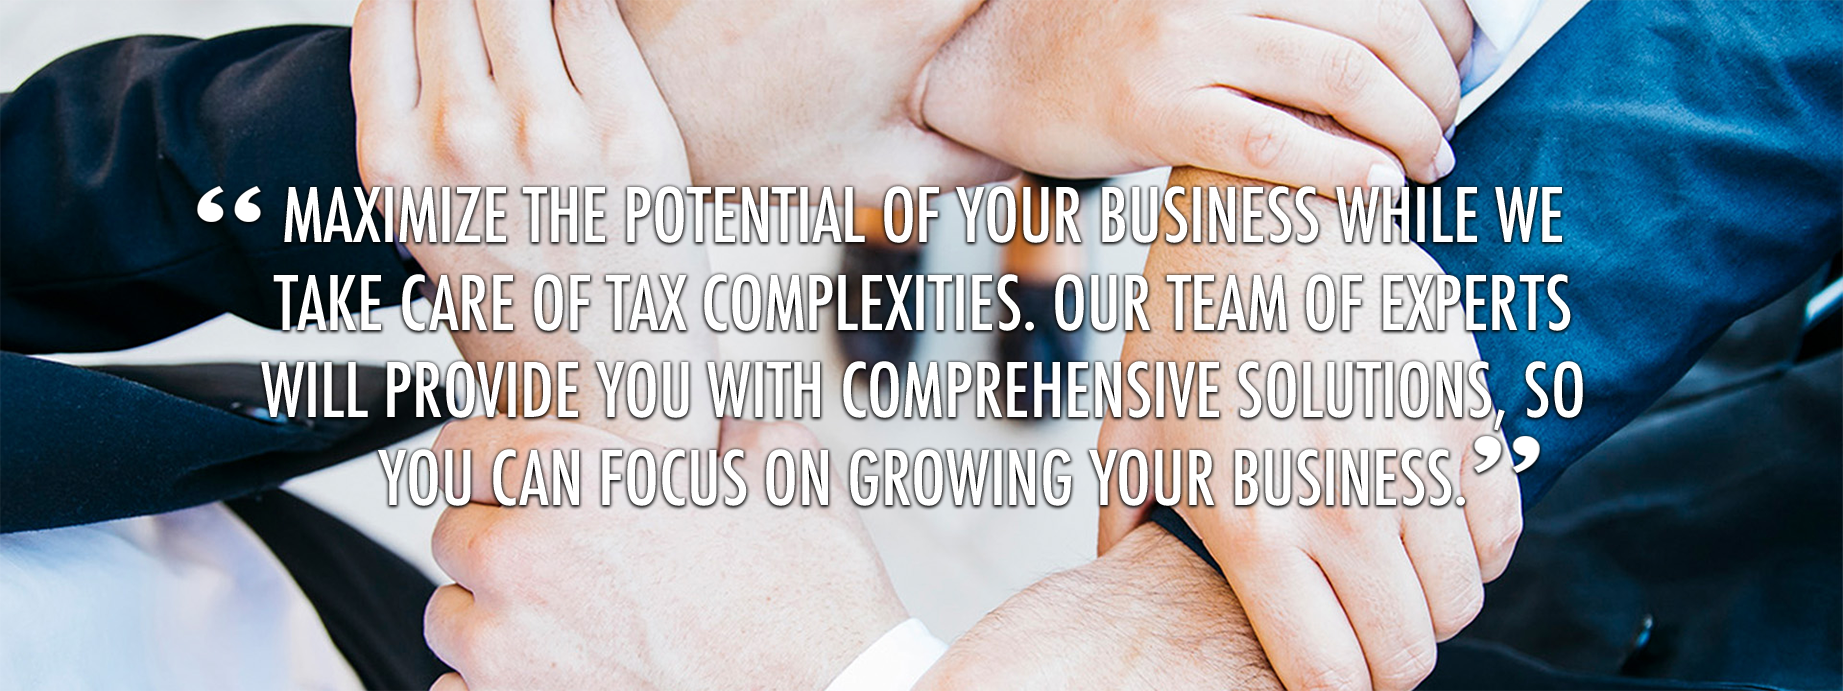 “ MAXIMIZE THE POTENTIAL OF YOUR BUSINESS WHILE WE
TAKE CARE OF TAX COMPLEXITIES. OUR TEAM OF EXPERTS
WILL PROVIDE YOU WITH COMPREHENSIVE SOLUTIONS, SO
YOU CAN FOCUS ON GROWING YOUR BUSINESS.”